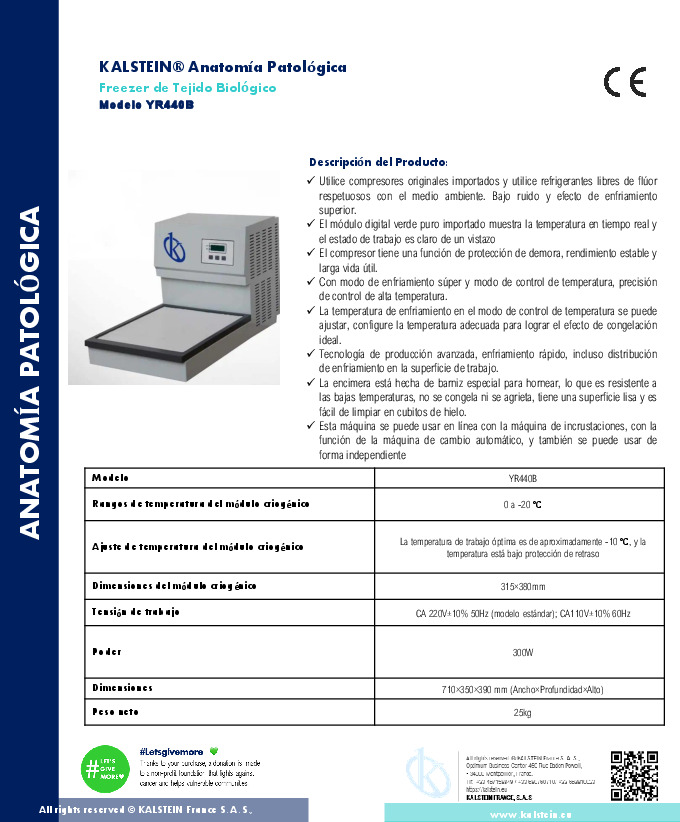 KALSTEIN® Anatomía Patológica
Freezer de Tejido Biológico
Modelo YR440B
CE
ANATOMÍA PATOLÓGICA
Descripción del Producto:
✓ Utilice compresores originales importados y utilice refrigerantes libres de flúor
respetuosos con el medio ambiente. Bajo ruido y efecto de enfriamiento
superior.
✓ El módulo digital verde puro importado muestra la temperatura en tiempo real y
el estado de trabajo es claro de un vistazo
✓ El compresor tiene una función de protección de demora, rendimiento estable y
larga vida útil.
✓ Con modo de enfriamiento súper y modo de control de temperatura, precisión
de control de alta temperatura.
✓ La temperatura de enfriamiento en el modo de control de temperatura se puede
ajustar, configure la temperatura adecuada para lograr el efecto de congelación
ideal.
✓ Tecnología de producción avanzada, enfriamiento rápido, incluso distribución
de enfriamiento en la superficie de trabajo.
✓ La encimera está hecha de barniz especial para hornear, lo que es resistente a
las bajas temperaturas, no se congela ni se agrieta, tiene una superficie lisa y es
fácil de limpiar en cubitos de hielo.
✓ Esta máquina se puede usar en línea con la máquina de incrustaciones, con la
función de la máquina de cambio automático, y también se puede usar de
forma independiente
Modelo YR440B
Rangos de temperatura del módulo criogénico 0 a -20 °C
Ajuste de temperatura del módulo criogénico La temperatura de trabajo óptima es de aproximadamente -10 °C, y la
temperatura está bajo protección de retraso
Dimensiones del módulo criogénico 315×380mm
Tensión de trabajo CA 220V±10% 50Hz (modelo estándar); CA110V±10% 60Hz
Poder 300W
Dimensiones 710×350×390 mm (Ancho×Profundidad×Alto)
Peso neto 25kg
#LET'S
GIVE
MORE
#Letsgivemore
Thanks to your purchase, a donation is made
to a non-profit foundation that fights against
cancer and helps vulnerable communities
All rights reserved © KALSTEIN France S.A.S.,
https://kalstein.eu
KALSTEIN FRANCE, S.A.S
All rights reserved © KALSTEIN France S.A.S.,
www.kalstein.eu